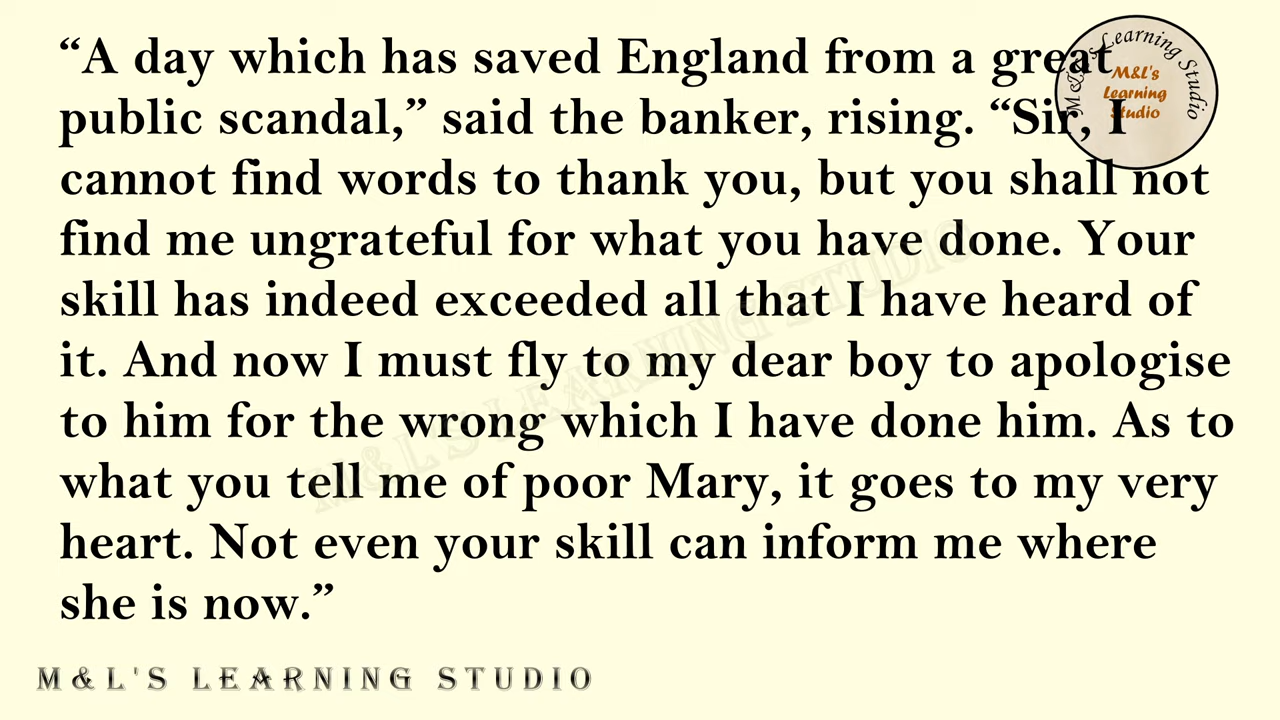 “A day which has saved England from a great
public scandal,” said the banker, rising. “Sir, I
cannot find words to thank you, but you shall not
find me ungrateful for what you have done. Your
skill has indeed exceeded all that I have heard of
it. And now I must fly to my dear boy to apologise
to him for the wrong which I have done him. As to
what you tell me of poor Mary, it goes to my very
heart. Not even your skill can inform me where
she is now.”
M&L's Learning Studio
M&L's
Learning
Studio
M&L'S LEARNING STUDIO
M&L'S LEARNING STUDIO